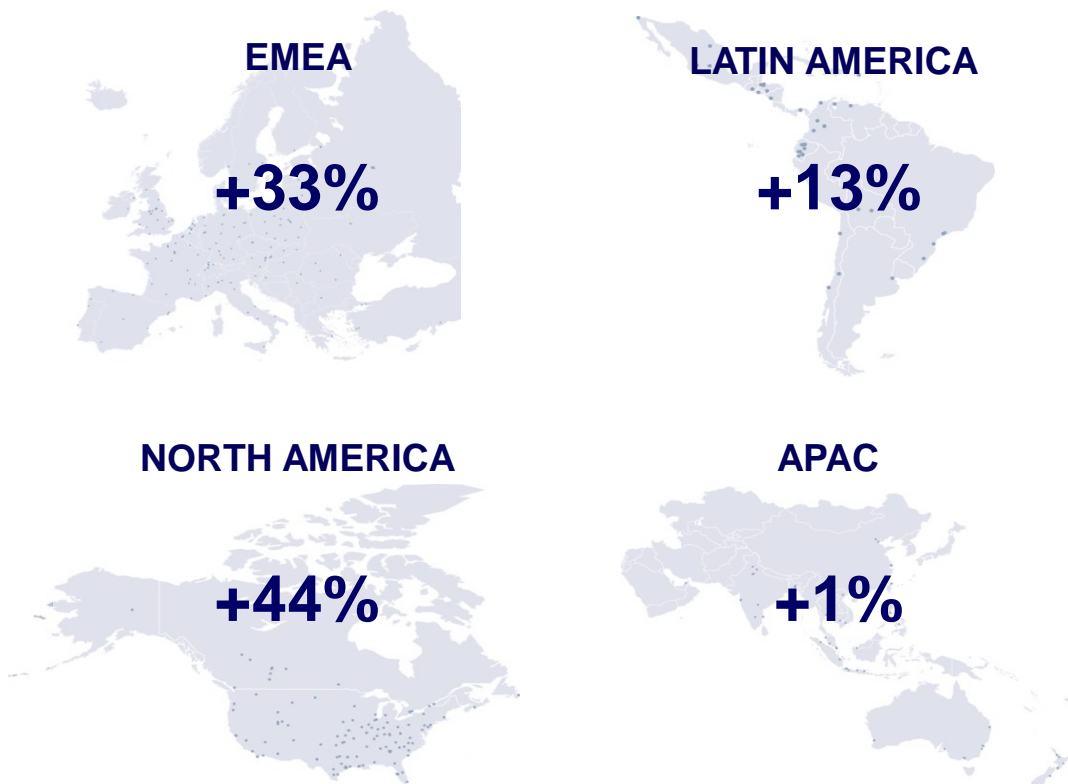 EMEA
+33%
LATIN AMERICA
+13%
NORTH AMERICA
+44%
APAC
+1%